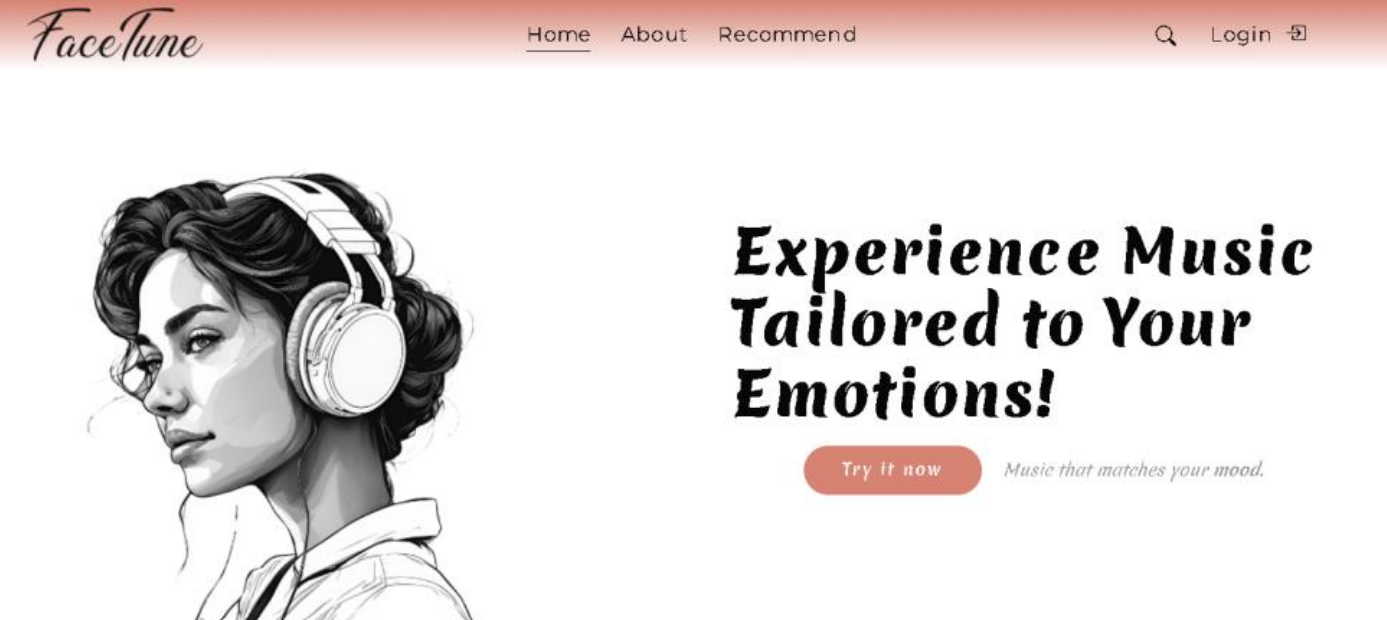 FaceTune
Home About Recommend
Login
Experience Music
Tailored to Your
Emotions!
Try it now
Music that matches your mood.